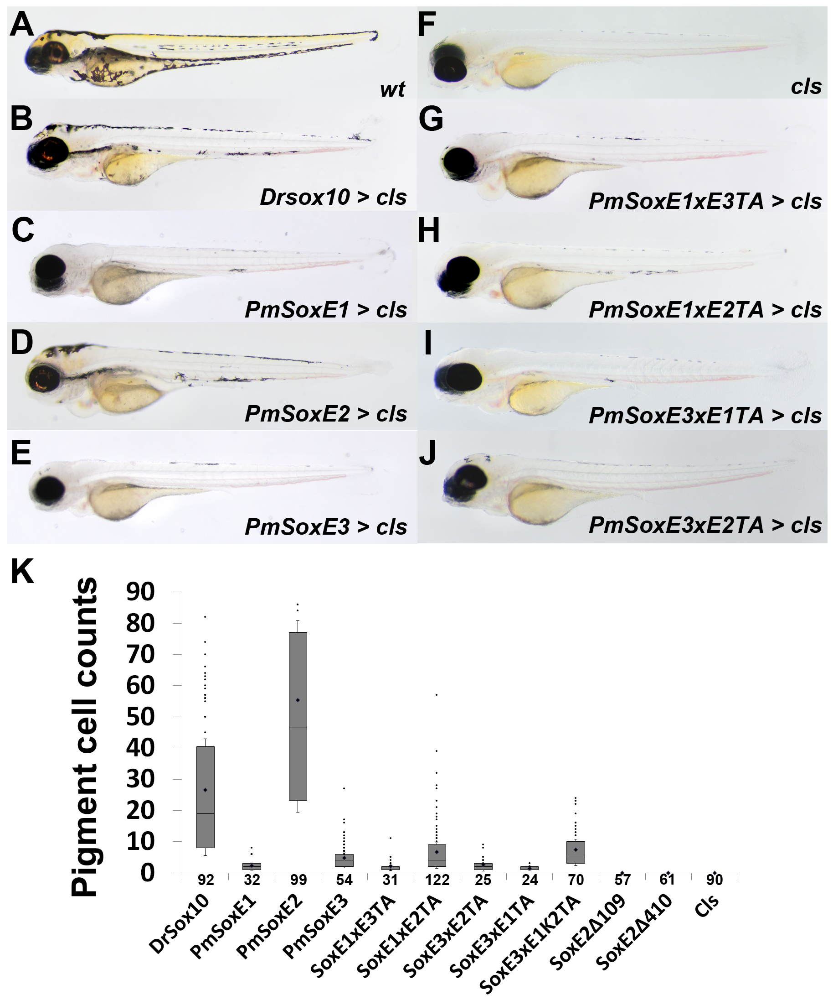 A
wt
F
cls
B
Drsox10 > cls
G
PmSoxE1xE3TA > cls
C
PmSoxE1 > cls
H
PmSoxE1xE2TA > cls
D
PmSoxE2 > cls
I
PmSoxE3xE1TA > cls
E
PmSoxE3 > cls
J
PmSoxE3xE2TA > cls
K
Pigment cell counts
90
80
70
60
50
40
30
20
10
0
92 32 99 54 31 122 25 24 70 57 61 90
DrSox10
PmSoxE1
PmSoxE2
PmSoxE3
SoxE1xE3TA
SoxE1xE2TA
SoxE3xE2TA
SoxE3xE1TA
SoxE3xE1K2TA
SoxE2Δ109
SoxE2Δ410
Cls